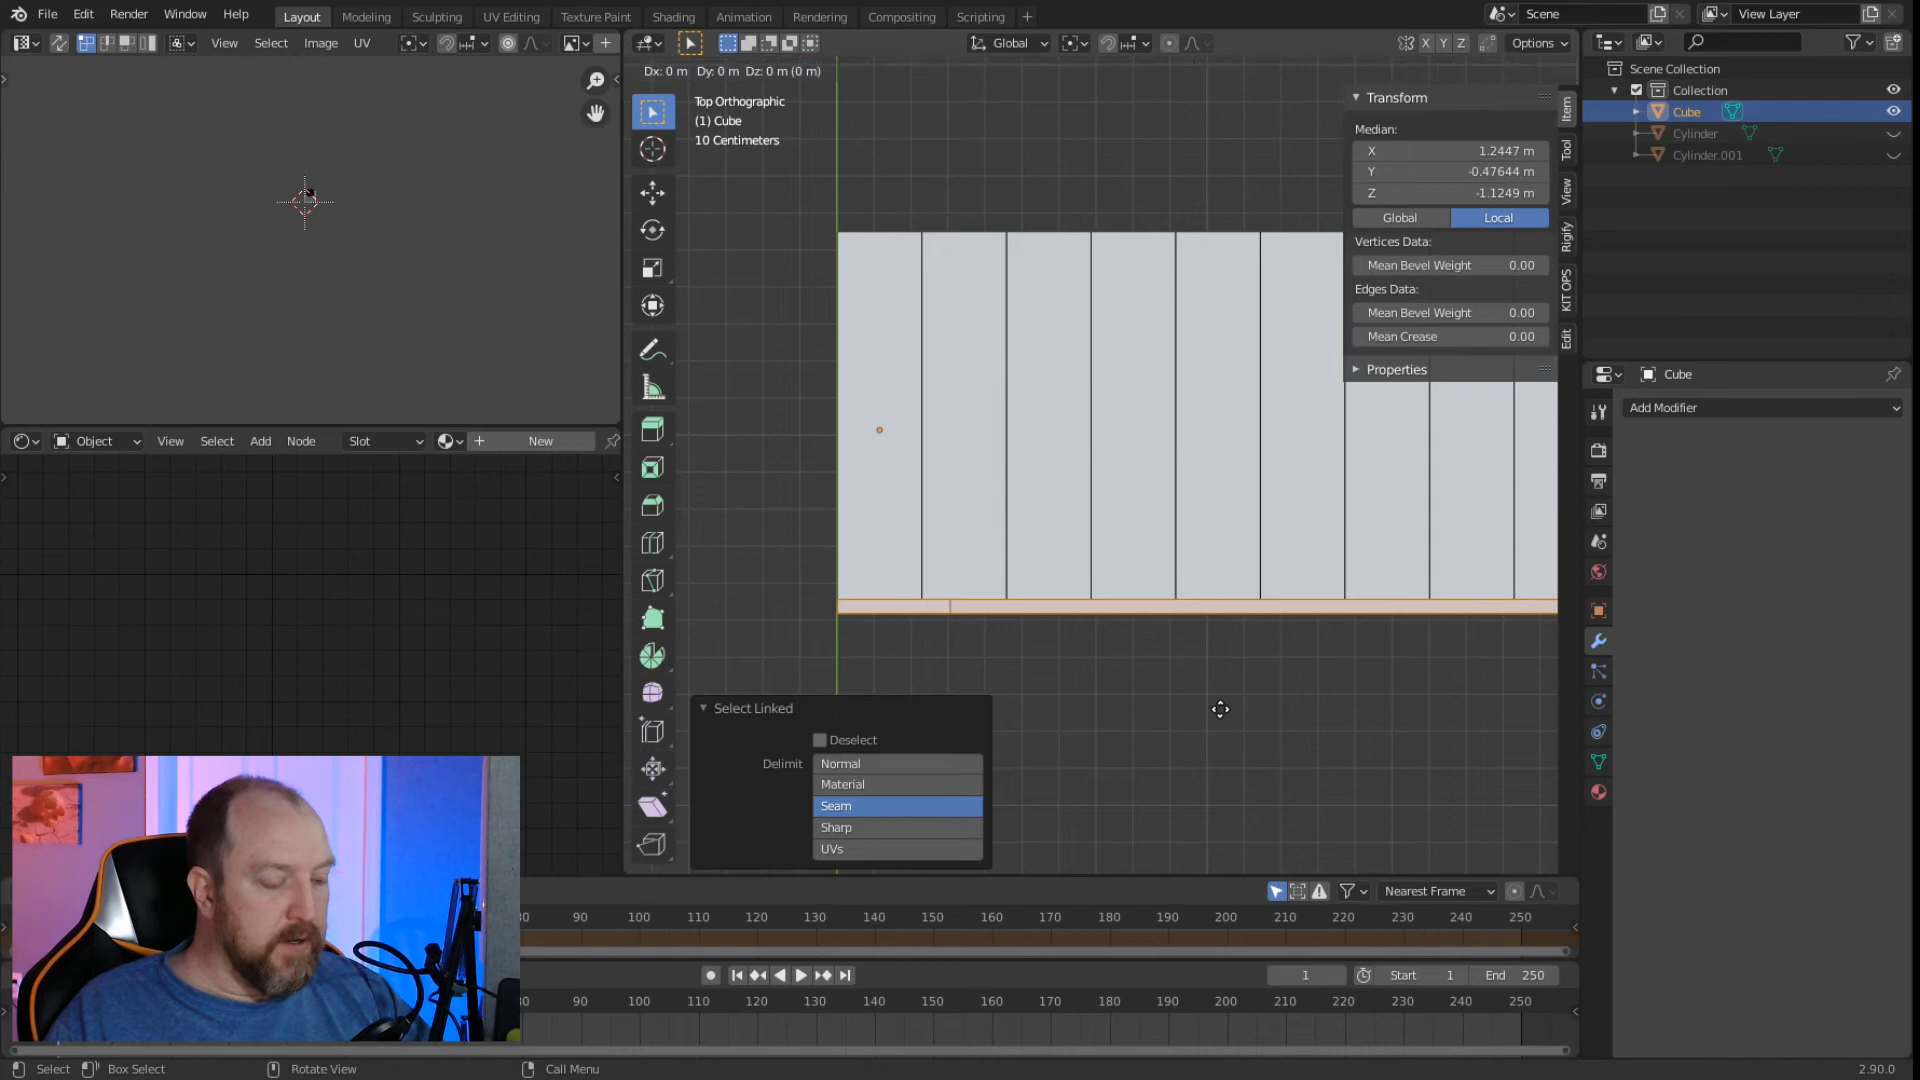 File Edit Render Window Help Layout Modeling Sculpting UV Editing Texture Paint Shading Animation Rendering Compositing Scripting + Scene View Layer
View Select Image UV Global X Y Z Options
Dx: 0 m Dy: 0 m Dz: 0 m (0 m)
Top Orthographic
(1) Cube
10 Centimeters
Transform
Median:
X 1.2447 m
Y -0.47644 m
Z -1.1249 m
Global Local
Vertices Data:
Mean Bevel Weight 0.00
Edges Data:
Mean Bevel Weight 0.00
Mean Crease 0.00
Properties
Item
Tool
View
Rigify
KIT OPS
Edit
Scene Collection
Collection
Cube
Cylinder
Cylinder.001
Cube
Add Modifier
Object View Select Add Node Slot New
Select Linked
Deselect
Delimit Normal
Material
Seam
Sharp
UVs
Nearest Frame
90 100 110 120 130 140 150 160 170 180 190 200 210 220 230 240 250
1 Start 1 End 250
80 90 100 110 120 130 140 150 160 170 180 190 200 210 220 230 240 250
Select Box Select Rotate View Call Menu 2.90.0